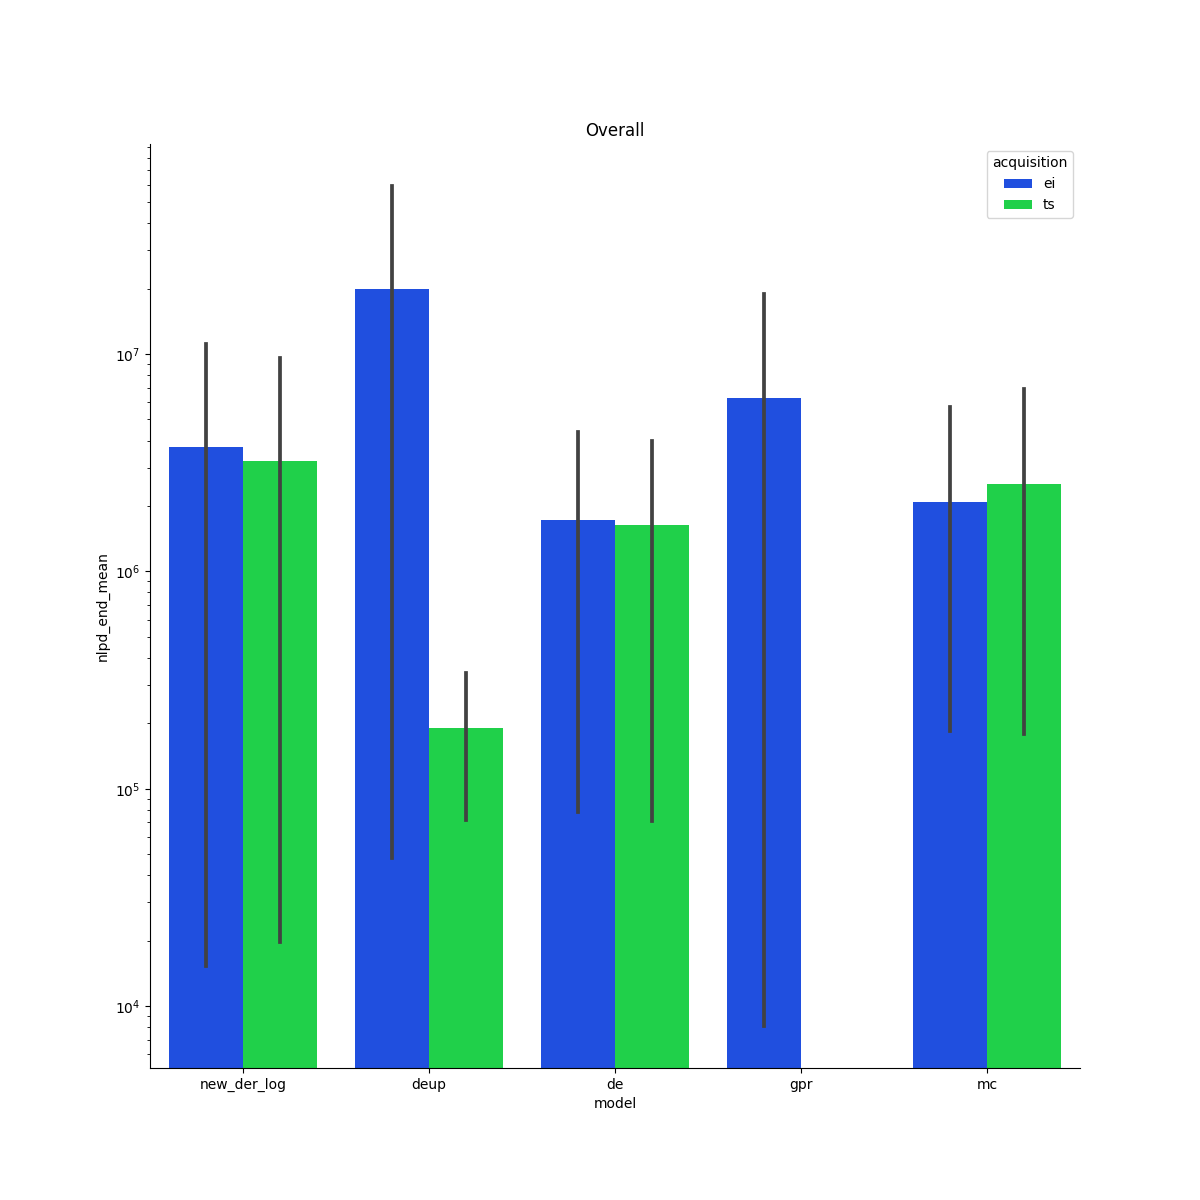 Overall
acquisition
ei
ts
nlpd_end_mean
10^7
10^6
10^5
10^4
new_der_log
deup
de
gpr
mc
model